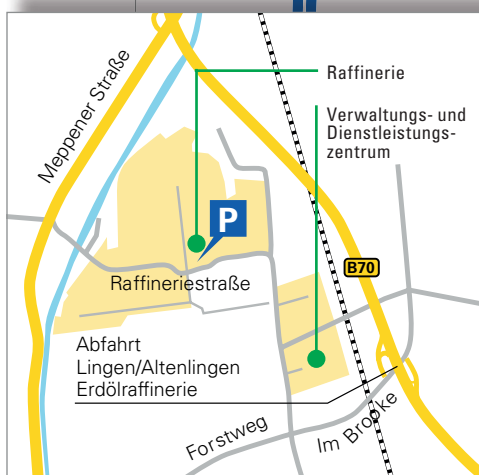 Raffinerie
Meppener Straße
Verwaltungs- und
Dienstleistungs-
zentrum
P
B70
Raffineriestraße
Abfahrt
Lingen/Altenlingen
Erdölraffinerie
Forstweg
Im Brooke